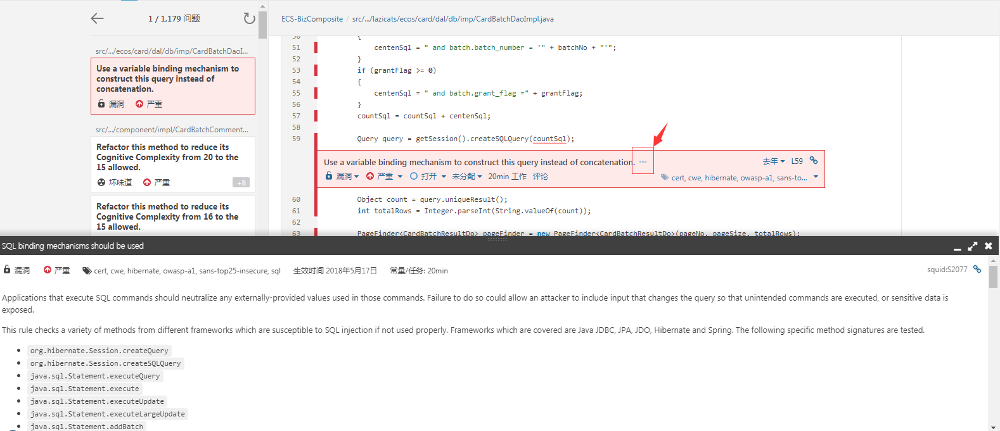 1 / 1,179 问题
src/.../ecos/card/dal/db/imp/CardBatchDaoI...
Use a variable binding mechanism to
construct this query instead of
concatenation.
漏洞 严重
src/.../component/impl/CardBatchComment...
Refactor this method to reduce its
Cognitive Complexity from 20 to the
15 allowed.
坏味道 严重 +8
Refactor this method to reduce its
Cognitive Complexity from 16 to the
15 allowed.
ECS-BizComposite / src/.../lazicats/ecos/card/dal/db/imp/CardBatchDaoImpl.java
50 {
51 centenSql = " and batch.batch_number = '" + batchNo + "'";
52 }
53 if (grantFlag >= 0)
54 {
55 centenSql = " and batch.grant_flag =" + grantFlag;
56 }
57 countSql = countSql + centenSql;
58
59 Query query = getSession().createSQLQuery(countSql);
Use a variable binding mechanism to construct this query instead of concatenation. ... 去年 L59
漏洞 严重 打开 未分配 20min 工作 评论 cert, cwe, hibernate, owasp-a1, sans-to...
60 Object count = query.uniqueResult();
61 int totalRows = Integer.parseInt(String.valueOf(count));
62
63 PageFinder<CardBatchResultDo> pageFinder = new PageFinder<CardBatchResultDo>(pageNo, pageSize, totalRows);
SQL binding mechanisms should be used
漏洞 严重 cert, cwe, hibernate, owasp-a1, sans-top25-insecure, sql 生效时间 2018年5月17日 常量/任务: 20min squid:S2077
Applications that execute SQL commands should neutralize any externally-provided values used in those commands. Failure to do so could allow an attacker to include input that changes the query so that unintended commands are executed, or sensitive data is
exposed.
This rule checks a variety of methods from different frameworks which are susceptible to SQL injection if not used properly. Frameworks which are covered are Java JDBC, JPA, JDO, Hibernate and Spring. The following specific method signatures are tested.
• org.hibernate.Session.createQuery
• org.hibernate.Session.createSQLQuery
• java.sql.Statement.executeQuery
• java.sql.Statement.execute
• java.sql.Statement.executeUpdate
• java.sql.Statement.executeLargeUpdate
• java.sql.Statement.addBatch